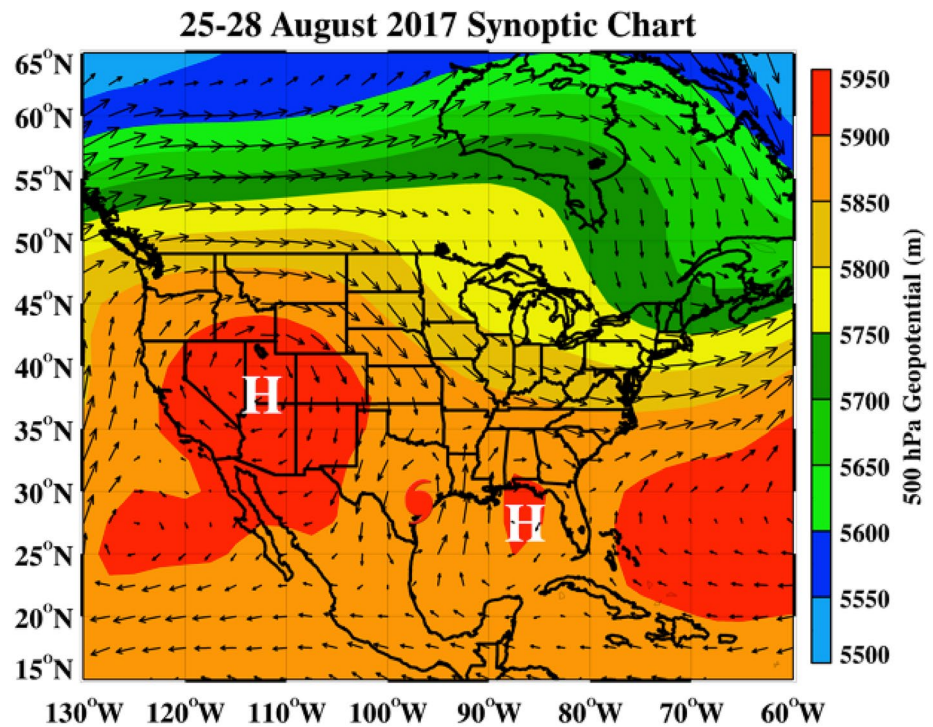 25-28 August 2017 Synoptic Chart
65°N
60°N
55°N
50°N
45°N
40°N
35°N
30°N
25°N
20°N
15°N
H
H
130°W 120°W 110°W 100°W 90°W 80°W 70°W 60°W
5950
5900
5850
5800
5750
5700
5650
5600
5550
5500
500 hPa Geopotential (m)